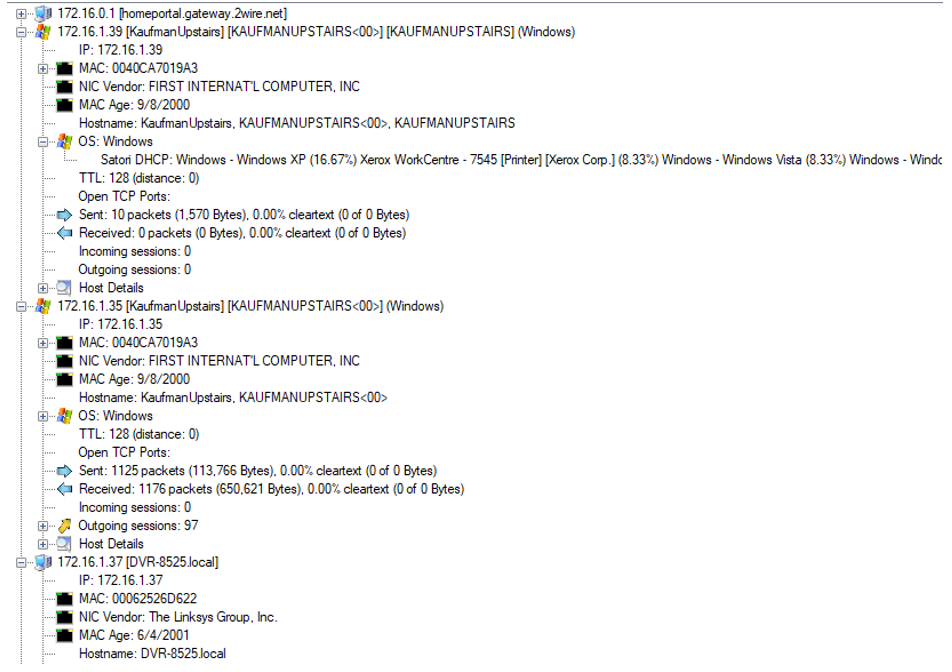 172.16.0.1 [homeportal.gateway.2wire.net]
172.16.1.39 [KaufmanUpstairs] [KAUFMANUPSTAIRS<00>] [KAUFMANUPSTAIRS] (Windows)
IP: 172.16.1.39
MAC: 0040CA7019A3
NIC Vendor: FIRST INTERNAT'L COMPUTER, INC
MAC Age: 9/8/2000
Hostname: KaufmanUpstairs, KAUFMANUPSTAIRS<00>, KAUFMANUPSTAIRS
OS: Windows
Satori DHCP: Windows - Windows XP (16.67%) Xerox WorkCentre - 7545 [Printer] [Xerox Corp.] (8.33%) Windows - Windows Vista (8.33%) Windows - Windo
TTL: 128 (distance: 0)
Open TCP Ports:
Sent: 10 packets (1,570 Bytes), 0.00% cleartext (0 of 0 Bytes)
Received: 0 packets (0 Bytes), 0.00% cleartext (0 of 0 Bytes)
Incoming sessions: 0
Outgoing sessions: 0
Host Details
172.16.1.35 [KaufmanUpstairs] [KAUFMANUPSTAIRS<00>] (Windows)
IP: 172.16.1.35
MAC: 0040CA7019A3
NIC Vendor: FIRST INTERNAT'L COMPUTER, INC
MAC Age: 9/8/2000
Hostname: KaufmanUpstairs, KAUFMANUPSTAIRS<00>
OS: Windows
TTL: 128 (distance: 0)
Open TCP Ports:
Sent: 1125 packets (113,766 Bytes), 0.00% cleartext (0 of 0 Bytes)
Received: 1176 packets (650,621 Bytes), 0.00% cleartext (0 of 0 Bytes)
Incoming sessions: 0
Outgoing sessions: 97
Host Details
172.16.1.37 [DVR-8525.local]
IP: 172.16.1.37
MAC: 00062526D622
NIC Vendor: The Linksys Group, Inc.
MAC Age: 6/4/2001
Hostname: DVR-8525.local